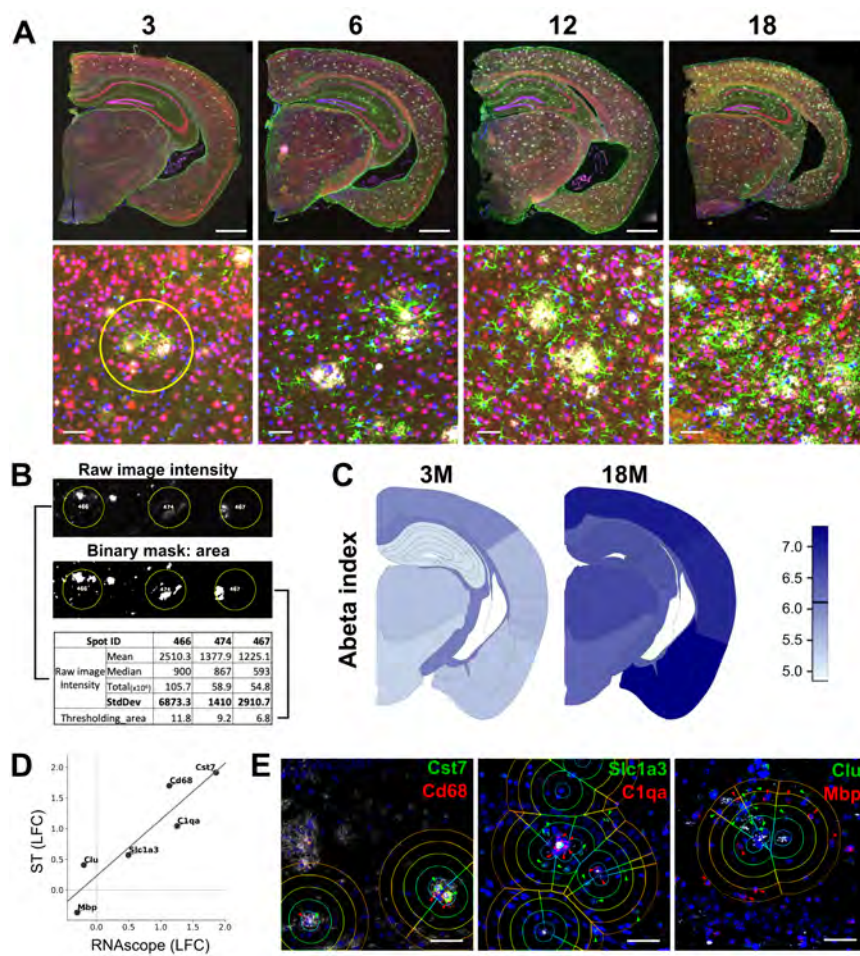 3 6 12 18
A
B
Raw image intensity
466 474 467
Binary mask: area
466 474 467
Spot ID 466 474 467
Raw image Intensity
Mean 2510.3 1377.9 1225.1
Median 900 867 593
Total(x10⁶) 105.7 58.9 54.8
StdDev 6873.3 1410 2910.7
Thresholding_area 11.8 9.2 6.8
C
3M 18M
Abeta index
7.0
6.5
6.0
5.5
5.0
D
ST (LFC)
2.0
1.5
1.0
0.5
0.0
Cst7
Cd68
C1qa
Slc1a3
Clu
Mbp
0.0 0.5 1.0 1.5 2.0
RNAscope (LFC)
E
Cst7
Cd68
Slc1a3
C1qa
Clu
Mbp